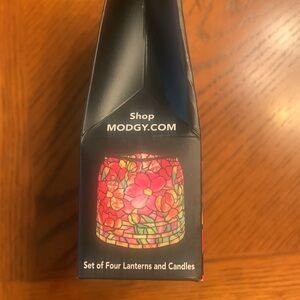 Shop
MODGY.COM
Set of Four Lanterns and Candles